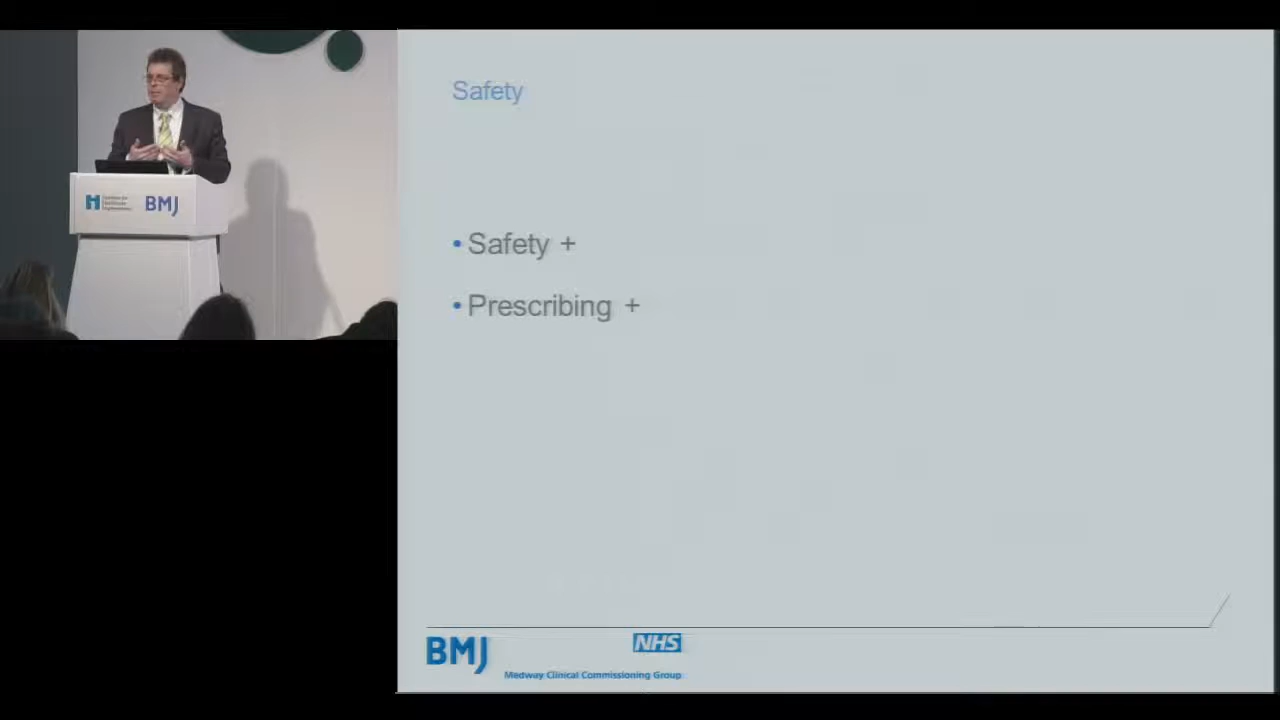 Safety
• Safety +
• Prescribing +
BMJ
NHS
Medway Clinical Commissioning Group
BMJ